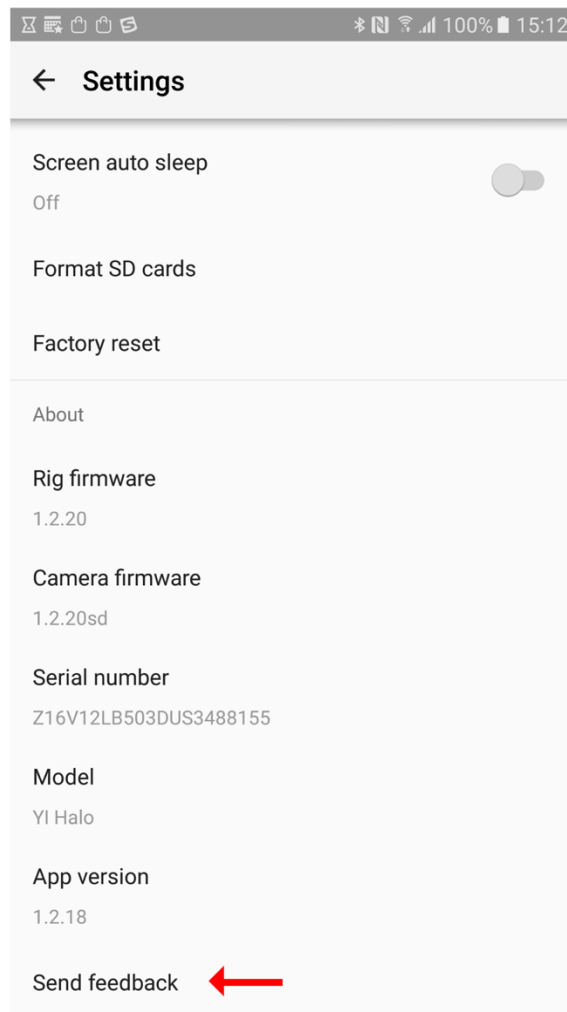 100% 15:12
Settings
Screen auto sleep
Off
Format SD cards
Factory reset
About
Rig firmware
1.2.20
Camera firmware
1.2.20sd
Serial number
Z16V12LB503DUS3488155
Model
YI Halo
App version
1.2.18
Send feedback